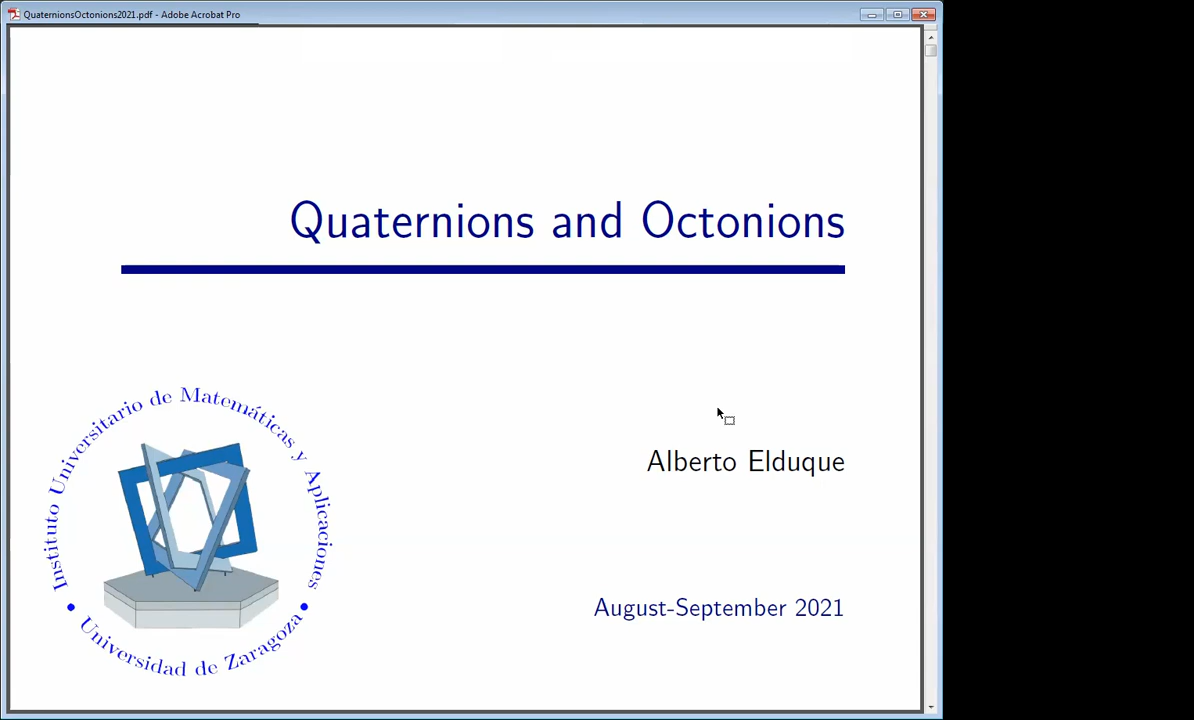 QuaternionsOctonions2021.pdf - Adobe Acrobat Pro
Quaternions and Octonions
Alberto Elduque
August-September 2021
Instituto Universitario de Matemáticas y Aplicaciones
• Universidad de Zaragoza •